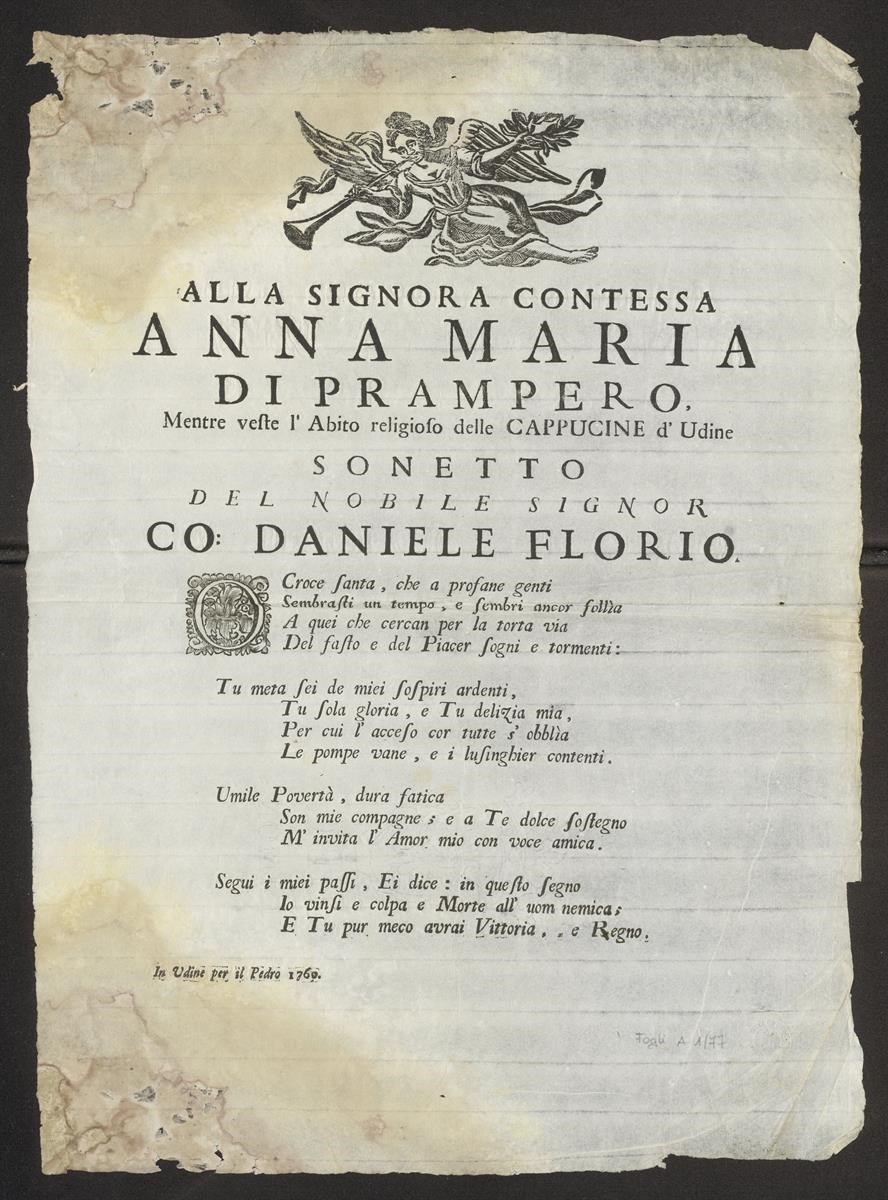 ALLA SIGNORA CONTESSA
ANNA MARIA
DI PRAMPERO,
Mentre veſte l' Abito religioſo delle CAPPUCINE d' Udine
SONETTO
DEL NOBILE SIGNOR
CO: DANIELE FLORIO.
O Croce ſanta, che a profane genti
Sembraſti un tempo, e ſembri ancor follìa
A quei che cercan per la torta via
Del faſto e del Piacer ſogni e tormenti:
Tu meta ſei de miei ſoſpiri ardenti,
Tu ſola gloria, e Tu delizia mia,
Per cui l' acceſo cor tutte s' obblìa
Le pompe vane, e i luſinghier contenti.
Umile Povertà, dura fatica
Son mie compagne; e a Te dolce ſoſtegno
M' invita l' Amor mio con voce amica.
Segui i miei paſſi, Ei dice: in queſto ſegno
Io vinſi e colpa e Morte all' uom nemica;
E Tu pur meco avrai Vittoria, . e Regno.
In Udine per il Pedro 1769.
Fogli A 1/77